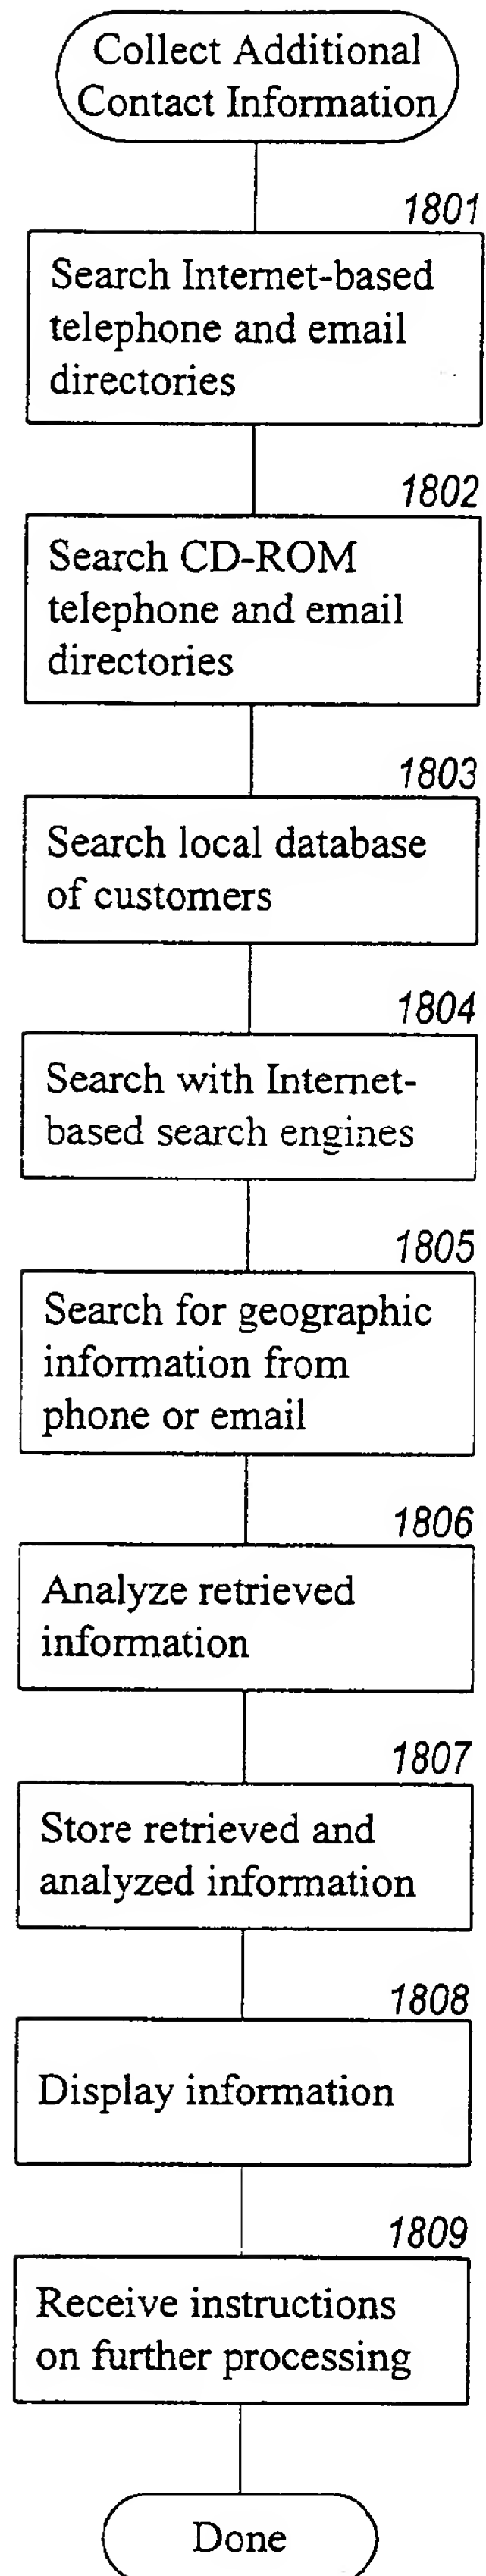 Collect Additional
Contact Information
1801
Search Internet-based
telephone and email
directories
1802
Search CD-ROM
telephone and email
directories
1803
Search local database
of customers
1804
Search with Internet-
based search engines
1805
Search for geographic
information from
phone or email
1806
Analyze retrieved
information
1807
Store retrieved and
analyzed information
1808
Display information
1809
Receive instructions
on further processing
Done